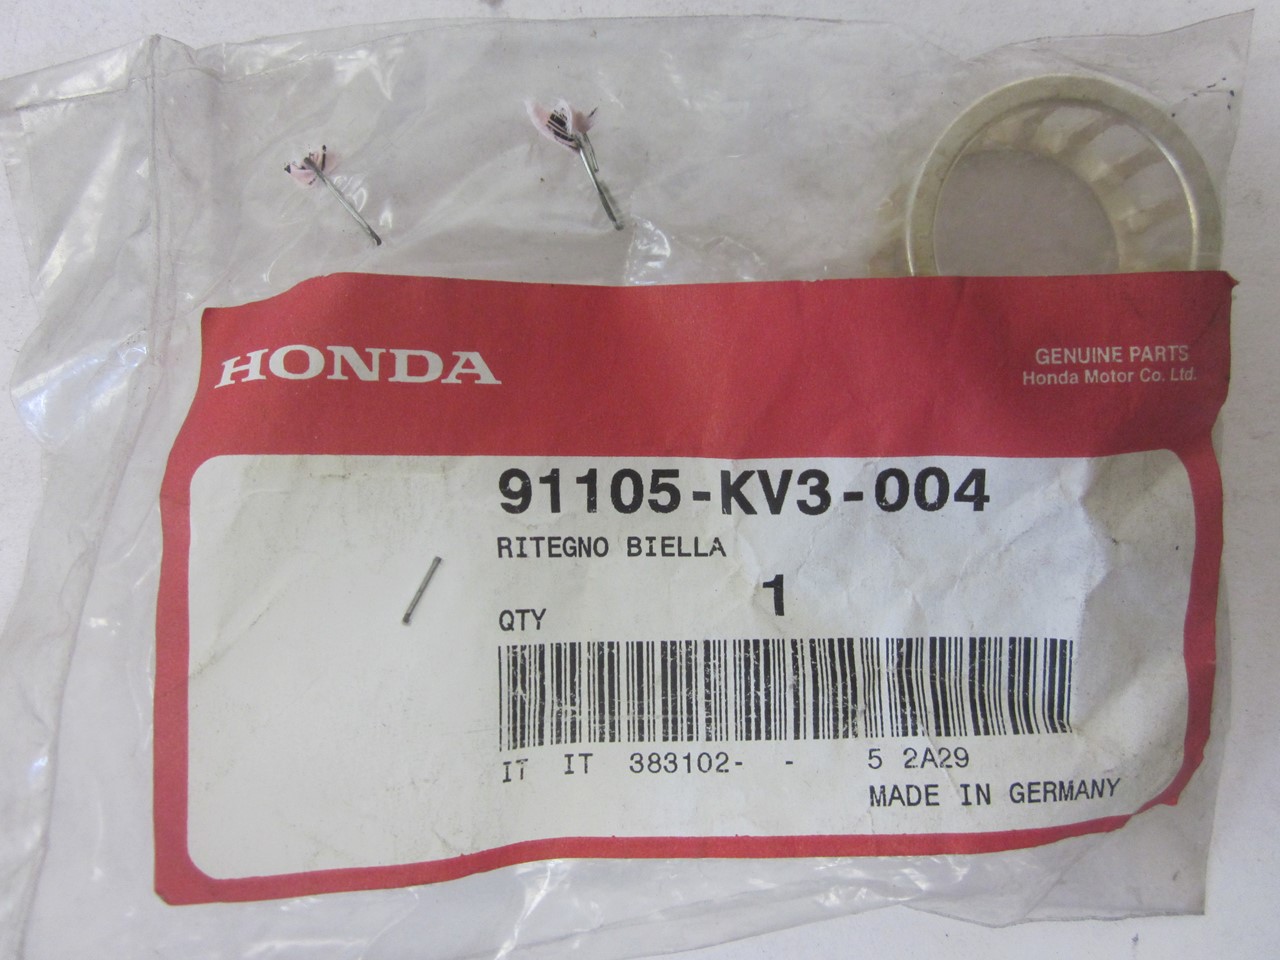 HONDA
GENUINE PARTS
Honda Motor Co. Ltd.
91105-KV3-004
RITEGNO BIELLA
1
QTY
IT IT 383102- - 5 2A29
MADE IN GERMANY